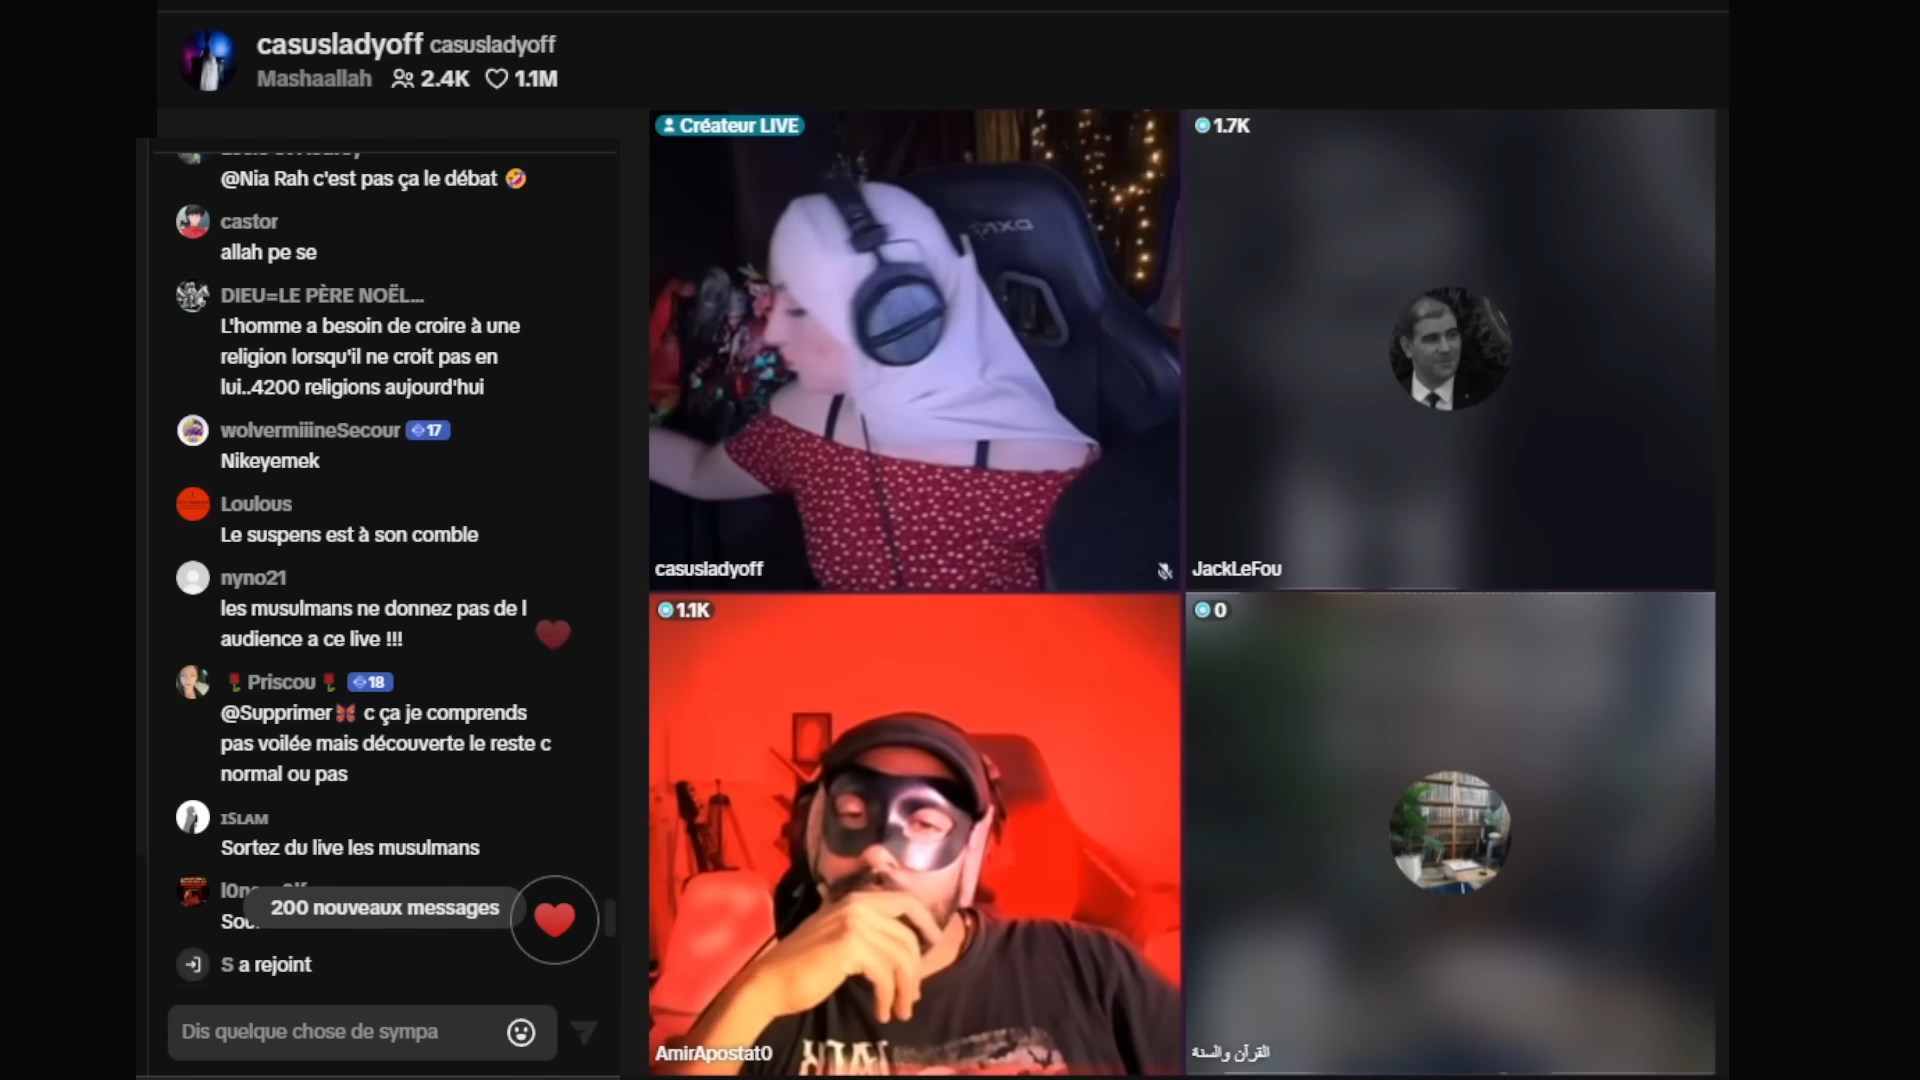 casusladyoff casusladyoff
Mashaallah 2.4K 1.1M
@Nia Rah c'est pas ça le débat 🤣
castor
allah pe se
DIEU=LE PÈRE NOËL...
L'homme a besoin de croire à une
religion lorsqu'il ne croit pas en
lui..4200 religions aujourd'hui
wolvermiiineSecour 17
Nikeyemek
Loulous
Le suspens est à son comble
nyno21
les musulmans ne donnez pas de l
audience a ce live !!!
🌹Priscou🌹 18
@Supprimer🦋 c ça je comprends
pas voilée mais découverte le reste c
normal ou pas
ɪSLAM
Sortez du live les musulmans
200 nouveaux messages
S a rejoint
Dis quelque chose de sympa
Créateur LIVE
casusladyoff
1.7K
JackLeFou
1.1K
AmirApostat0
0
القرآن والسنة